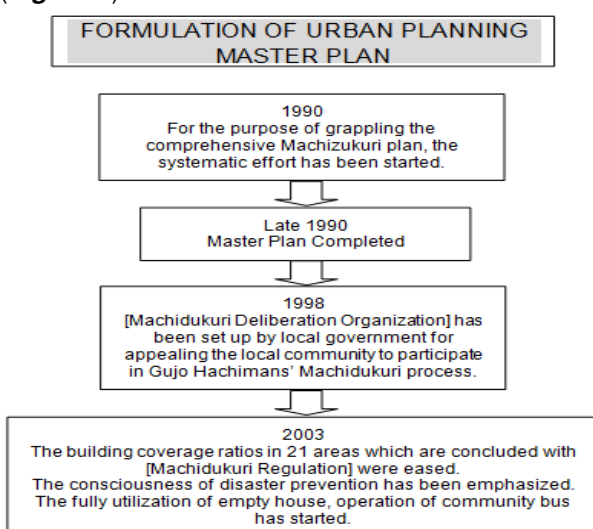 FORMULATION OF URBAN PLANNING
MASTER PLAN
1990
For the purpose of grappling the
comprehensive Machizukuri plan, the
systematic effort has been started.
Late 1990
Master Plan Completed
1998
[Machidukuri Deliberation Organization] has
been set up by local government for
appealing the local community to participate
in Gujo Hachimans’ Machidukuri process.
2003
The building coverage ratios in 21 areas which are concluded with
[Machidukuri Regulation] were eased.
The consciousness of disaster prevention has been emphasized.
The fully utilization of empty house, operation of community bus
has started.